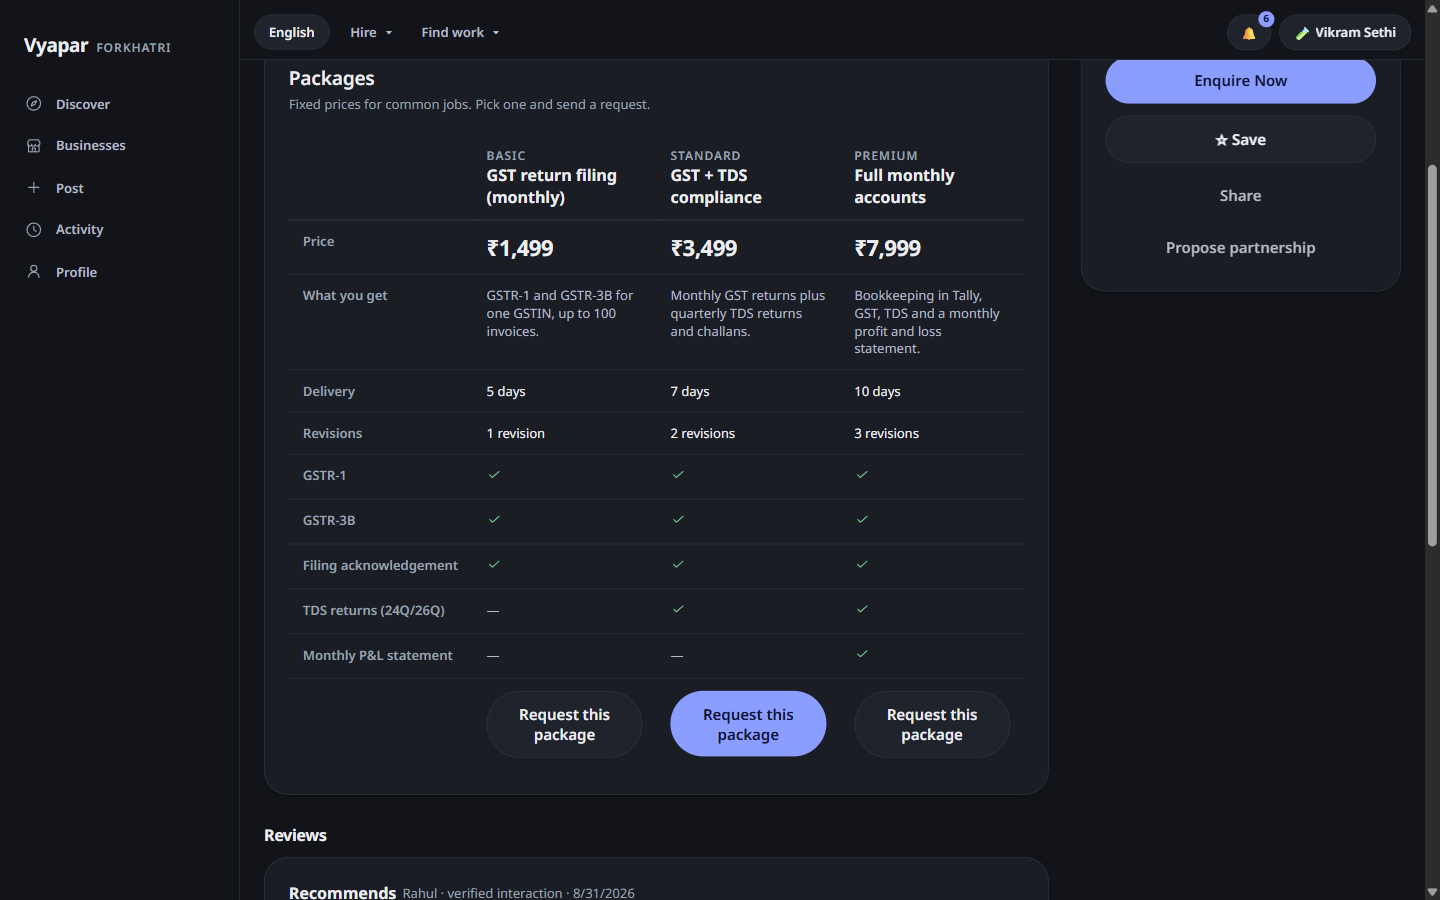 Vyapar FORKHATRI
Discover
Businesses
Post
Activity
Profile
English
Hire
Find work
6
Vikram Sethi
Packages
Fixed prices for common jobs. Pick one and send a request.
BASIC
GST return filing
(monthly)
STANDARD
GST + TDS
compliance
PREMIUM
Full monthly
accounts
Price
₹1,499
₹3,499
₹7,999
What you get
GSTR-1 and GSTR-3B for
one GSTIN, up to 100
invoices.
Monthly GST returns plus
quarterly TDS returns
and challans.
Bookkeeping in Tally,
GST, TDS and a monthly
profit and loss
statement.
Delivery
5 days
7 days
10 days
Revisions
1 revision
2 revisions
3 revisions
GSTR-1
✓
✓
✓
GSTR-3B
✓
✓
✓
Filing acknowledgement
✓
✓
✓
TDS returns (24Q/26Q)
—
✓
✓
Monthly P&L statement
—
—
✓
Request this
package
Request this
package
Request this
package
Enquire Now
☆ Save
Share
Propose partnership
Reviews
Recommends Rahul · verified interaction · 8/31/2026